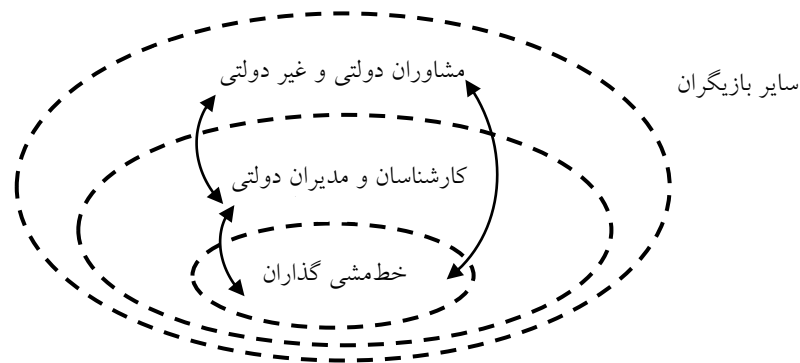 مشاوران دولتی و غیر دولتی
سایر بازیگران
کارشناسان و مدیران دولتی
خط‌مشی گذاران